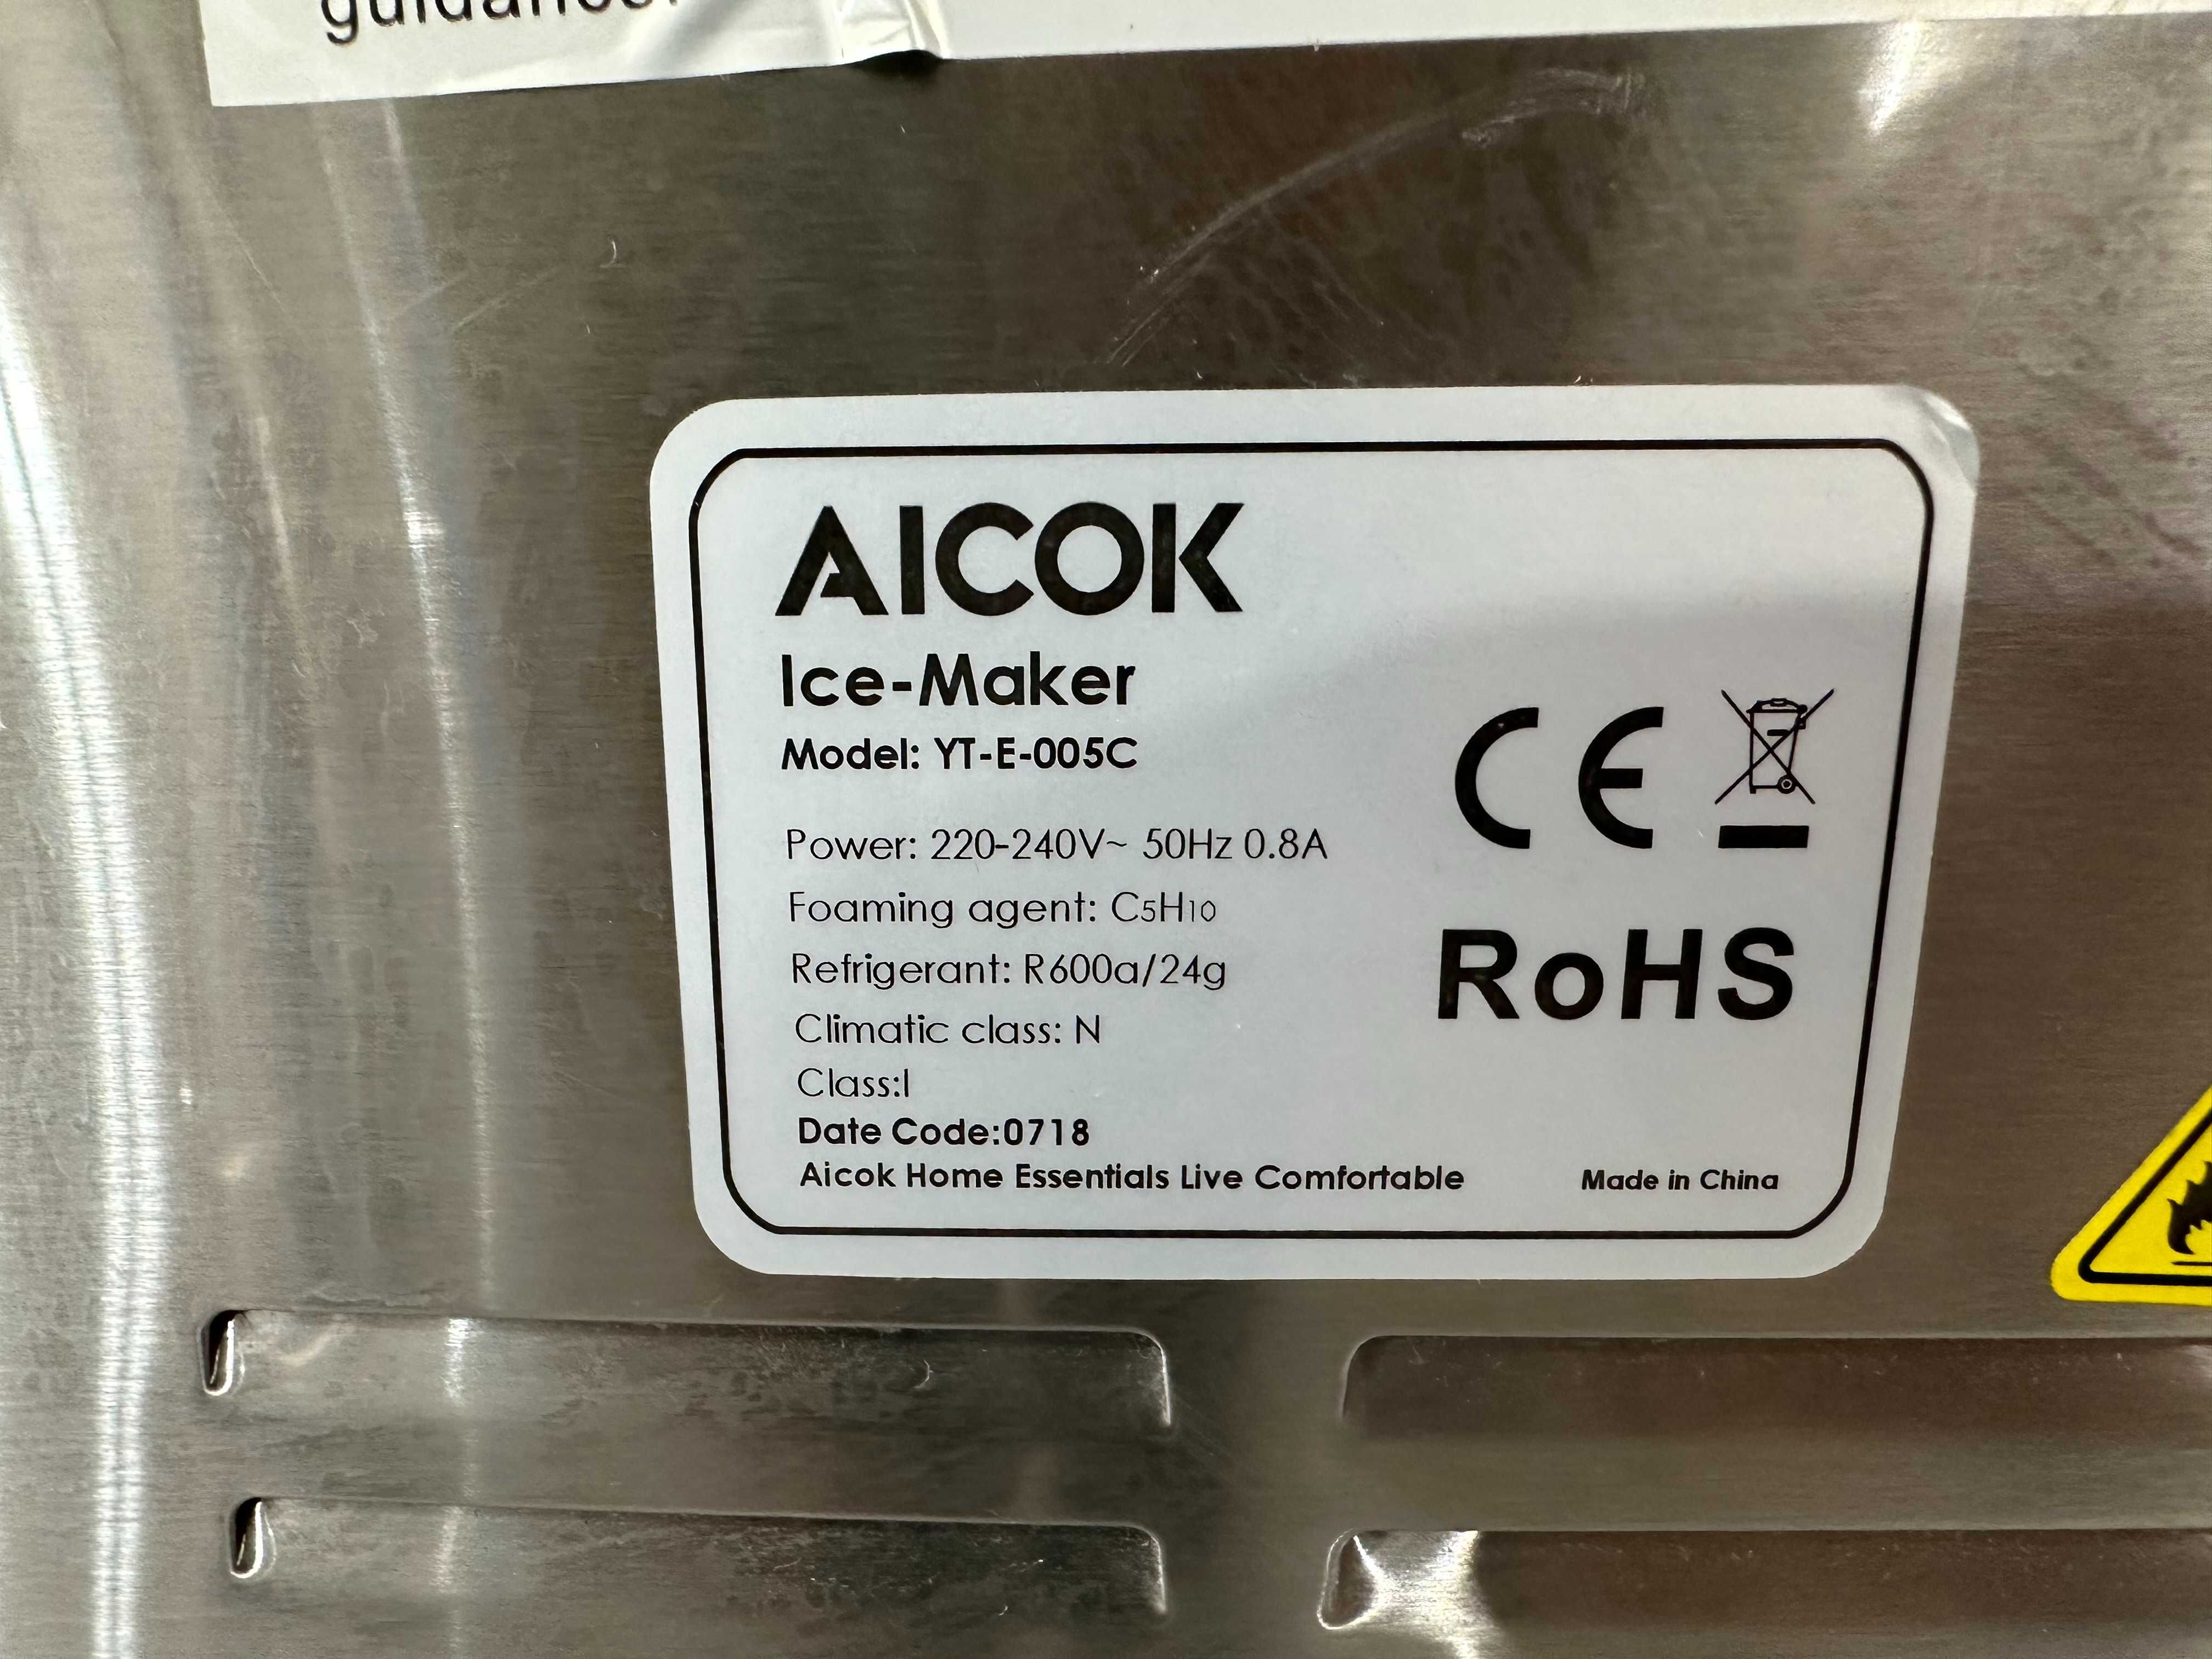 guidance.
AICOK
Ice-Maker
Model: YT-E-005C
Power: 220-240V~ 50Hz 0.8A
Foaming agent: C5H10
Refrigerant: R600a/24g
Climatic class: N
Class:I
Date Code:0718
Aicok Home Essentials Live Comfortable
CE
RoHS
Made in China